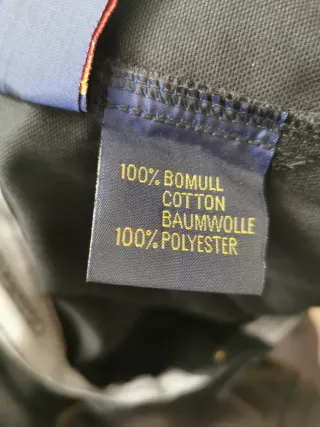 100% BOMULL
COTTON
BAUMWOLLE
100% POLYESTER